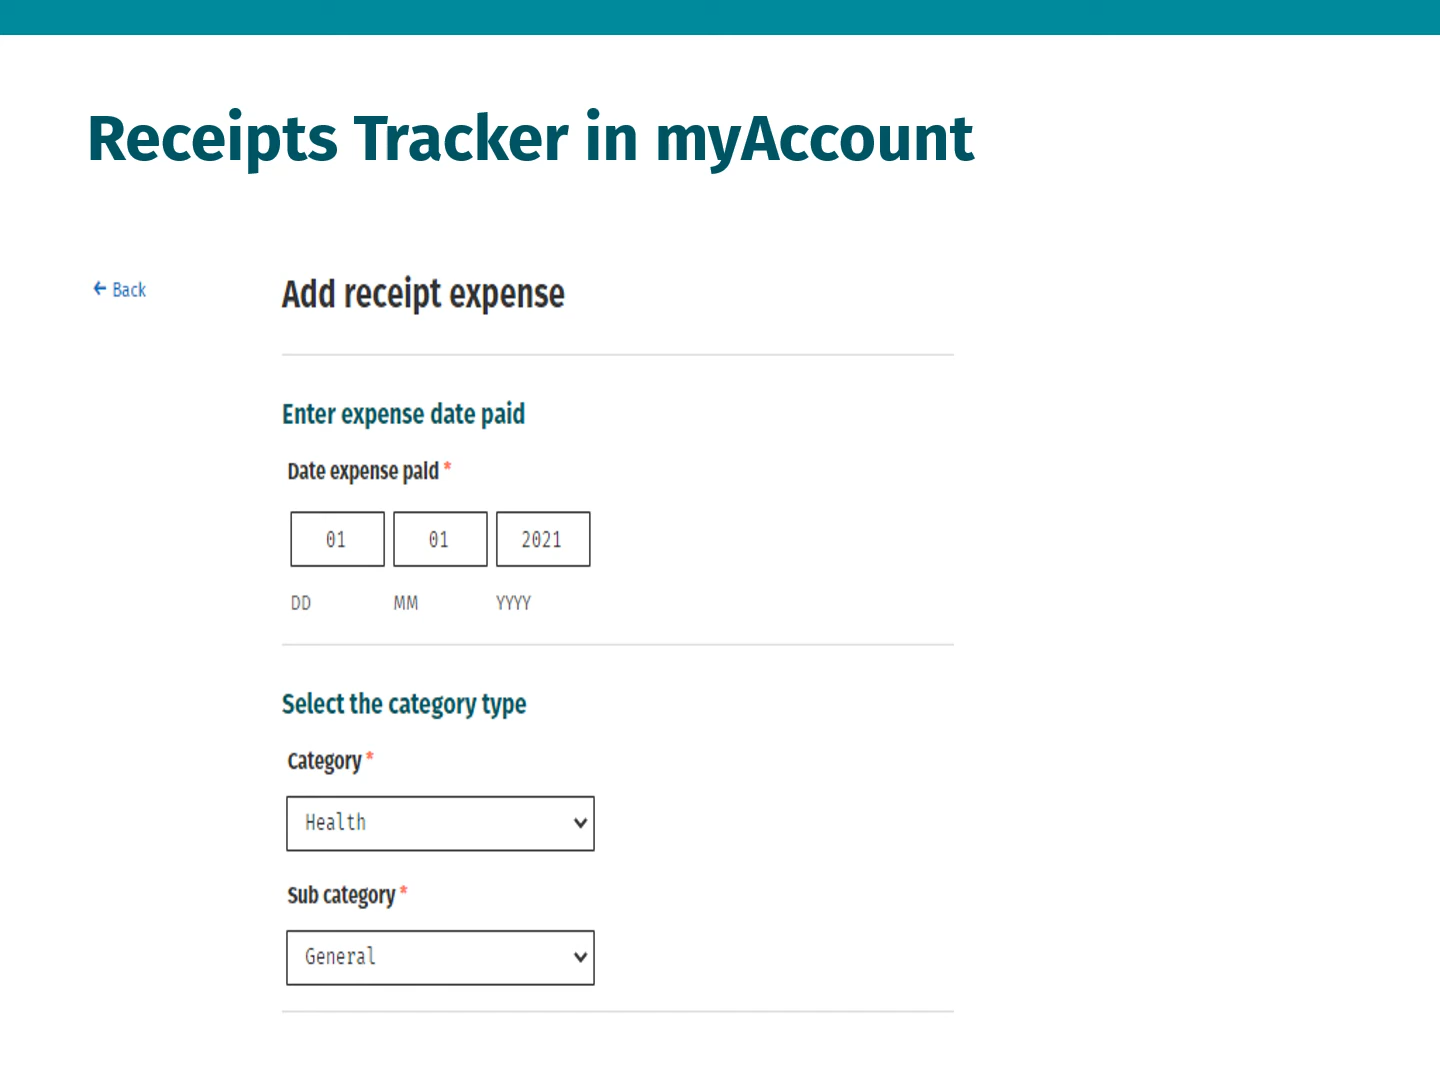 Receipts Tracker in myAccount
← Back
Add receipt expense
Enter expense date paid
Date expense paid *
01 01 2021
DD MM YYYY
Select the category type
Category *
Health
Sub category *
General